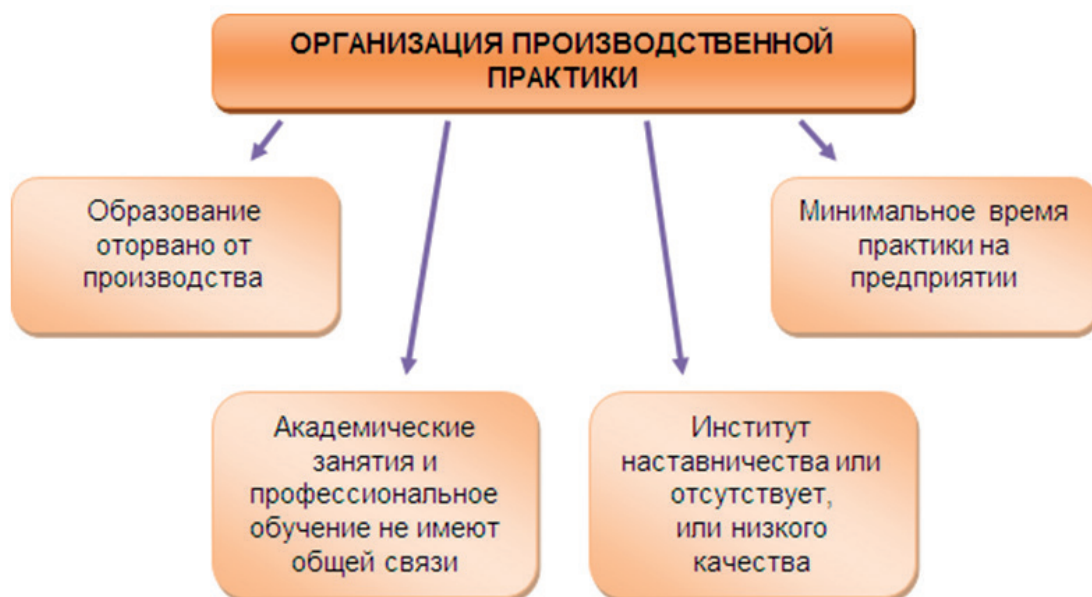 ОРГАНИЗАЦИЯ ПРОИЗВОДСТВЕННОЙ
ПРАКТИКИ
Образование
оторвано от
производства
Минимальное время
практики на
предприятии
Академические
занятия и
профессиональное
обучение не имеют
общей связи
Институт
наставничества или
отсутствует,
или низкого
качества